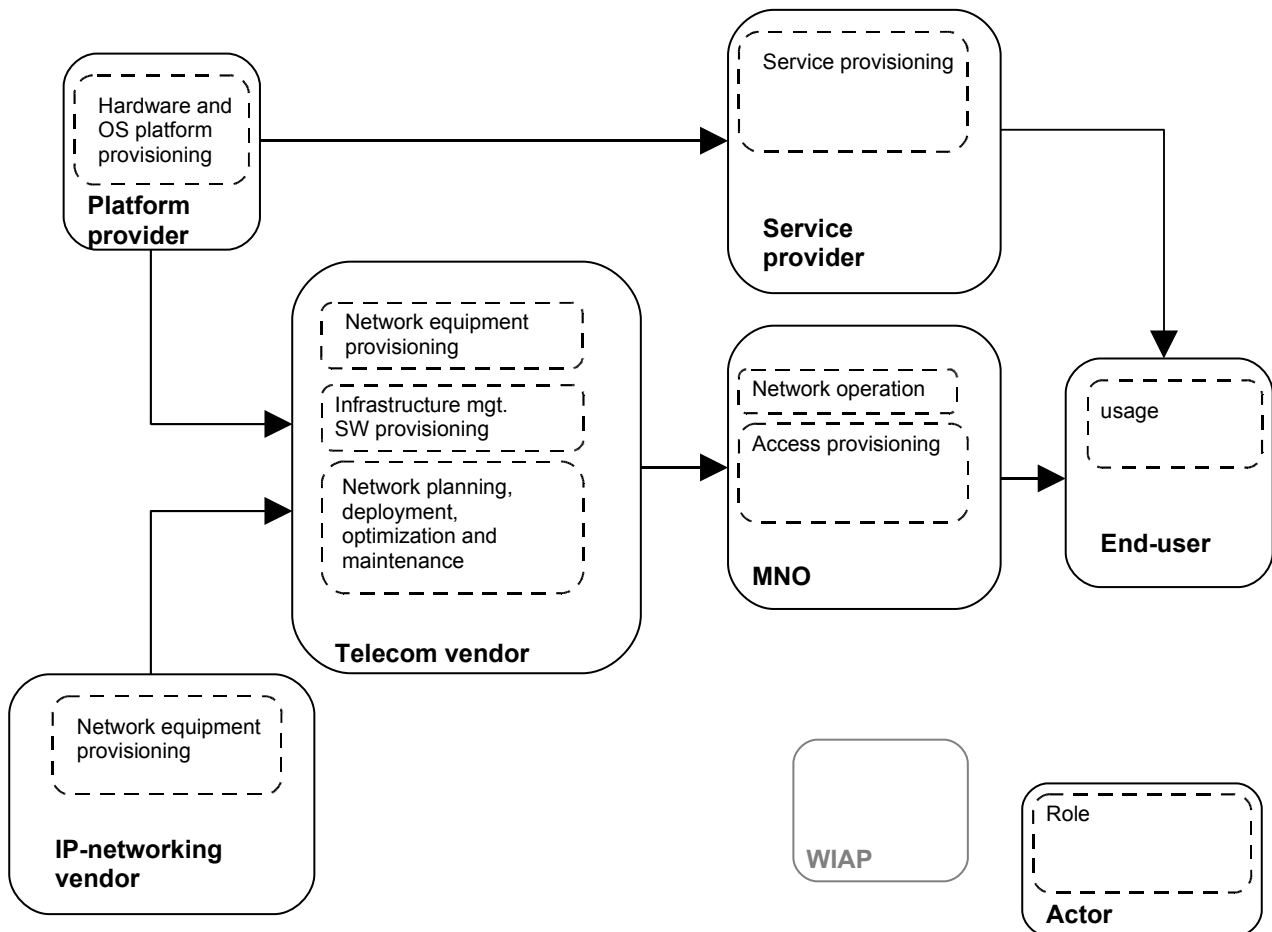 Hardware and
OS platform
provisioning
Platform
provider
Service provisioning
Service
provider
Network equipment
provisioning
Infrastructure mgt.
SW provisioning
Network planning,
deployment,
optimization and
maintenance
Telecom vendor
Network operation
Access provisioning
MNO
usage
End-user
Network equipment
provisioning
IP-networking
vendor
WIAP
Role
Actor